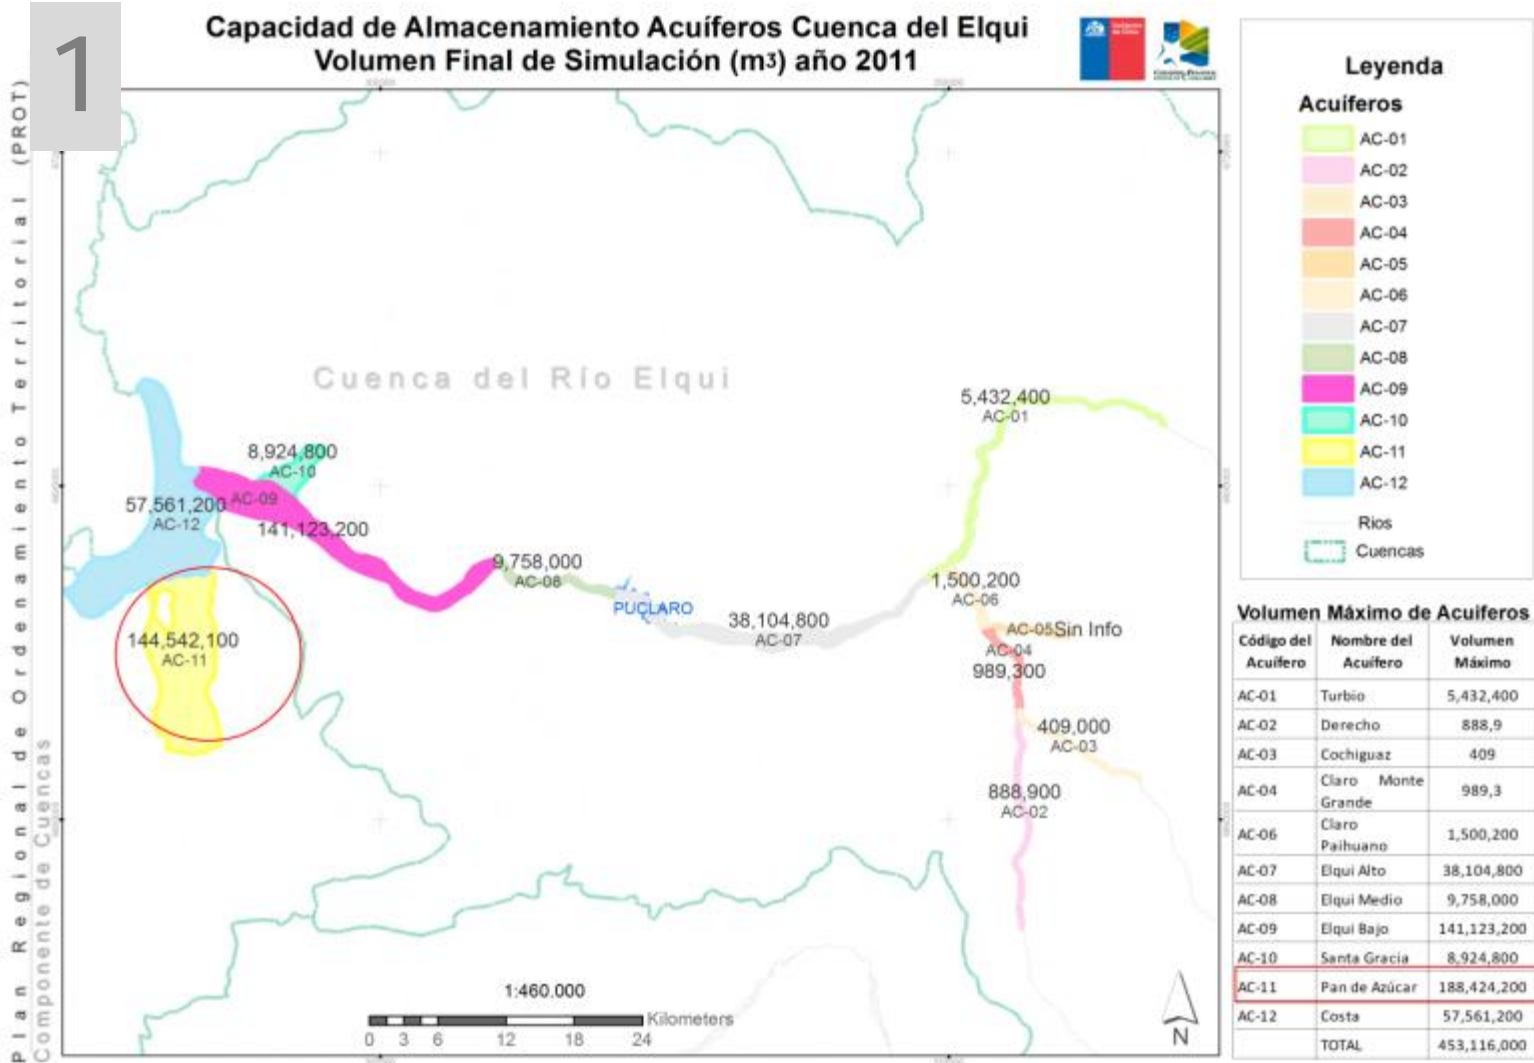 1
Capacidad de Almacenamiento Acuíferos Cuenca del Elqui
Volumen Final de Simulación (m3) año 2011
Plan Regional de Ordenamiento Territorial (PROT)
Componente de Cuencas
Cuenca del Río Elqui
5,432,400
AC-01
8,924,800
AC-10
57,561,200
AC-12
AC-09
141,123,200
9,758,000
AC-08
PUCLARO
38,104,800
AC-07
1,500,200
AC-06
AC-05 Sin Info
AC-04
989,300
144,542,100
AC-11
409,000
AC-03
888,900
AC-02
1:460.000
Kilometers
0 3 6 12 18 24
N
Leyenda
Acuíferos
AC-01
AC-02
AC-03
AC-04
AC-05
AC-06
AC-07
AC-08
AC-09
AC-10
AC-11
AC-12
Rios
Cuencas
Volumen Máximo de Acuiferos
Código del Acuífero Nombre del Acuífero Volumen Máximo
AC-01 Turbio 5,432,400
AC-02 Derecho 888,9
AC-03 Cochiguaz 409
AC-04 Claro Monte Grande 989,3
AC-06 Claro Paihuano 1,500,200
AC-07 Elqui Alto 38,104,800
AC-08 Elqui Medio 9,758,000
AC-09 Elqui Bajo 141,123,200
AC-10 Santa Gracia 8,924,800
AC-11 Pan de Azúcar 188,424,200
AC-12 Costa 57,561,200
TOTAL 453,116,000